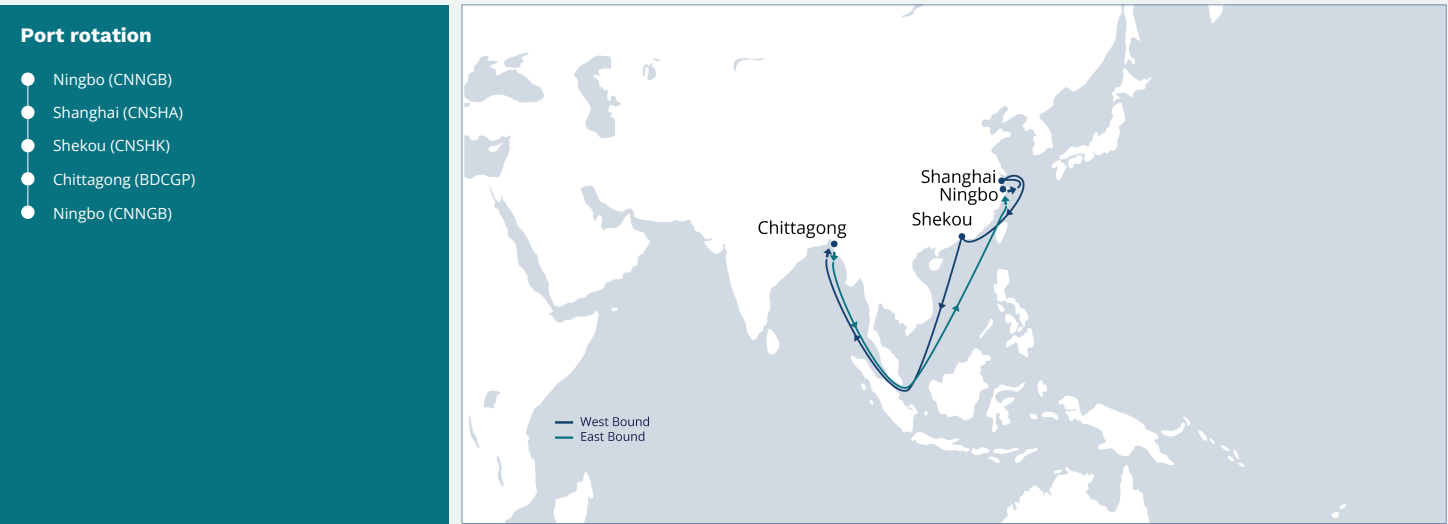 Port rotation
Ningbo (CNNGB)
Shanghai (CNSHA)
Shekou (CNSHK)
Chittagong (BDCGP)
Ningbo (CNNGB)
Shanghai
Ningbo
Shekou
Chittagong
West Bound
East Bound